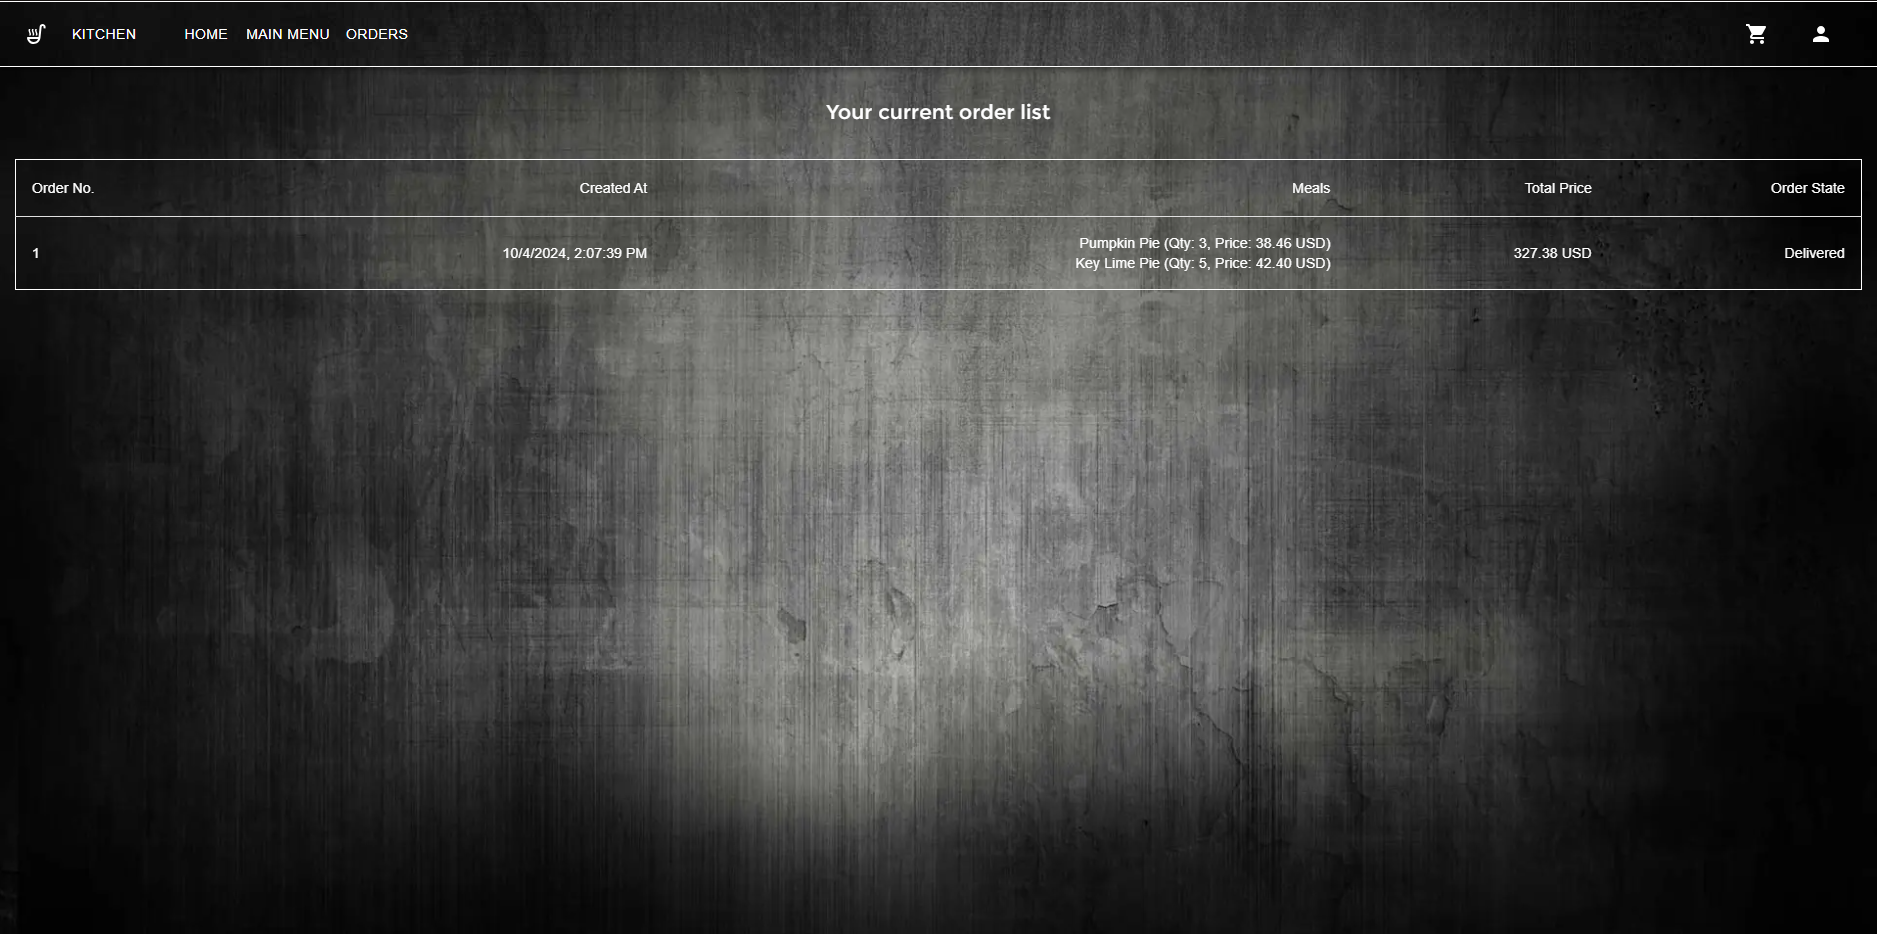 KITCHEN HOME MAIN MENU ORDERS
Your current order list
Order No. Created At Meals Total Price Order State
1 10/4/2024, 2:07:39 PM Pumpkin Pie (Qty: 3, Price: 38.46 USD) 327.38 USD Delivered
Key Lime Pie (Qty: 5, Price: 42.40 USD)